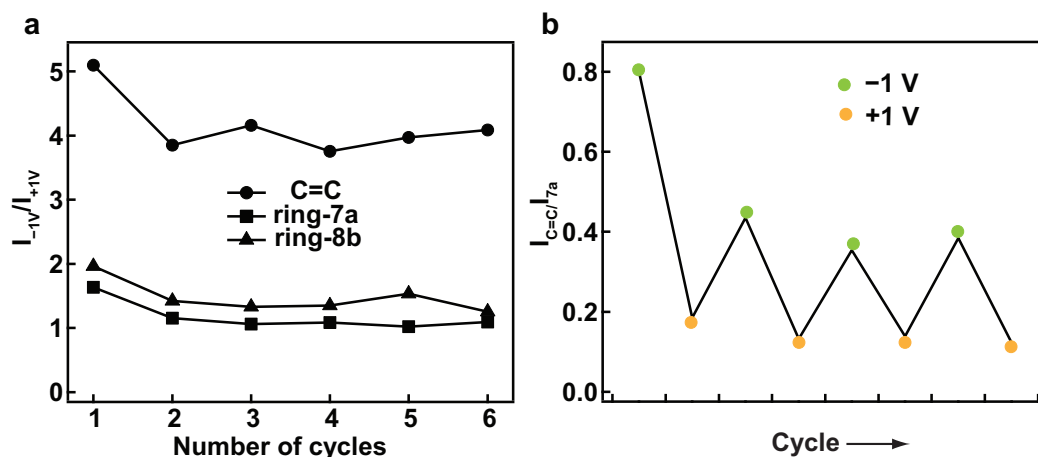 a
I−1V/I+1V
5
4
3
2
1
0
C=C
ring-7a
ring-8b
1 2 3 4 5 6
Number of cycles
b
IC=C/I7a
0.8
0.6
0.4
0.2
0.0
−1 V
+1 V
Cycle